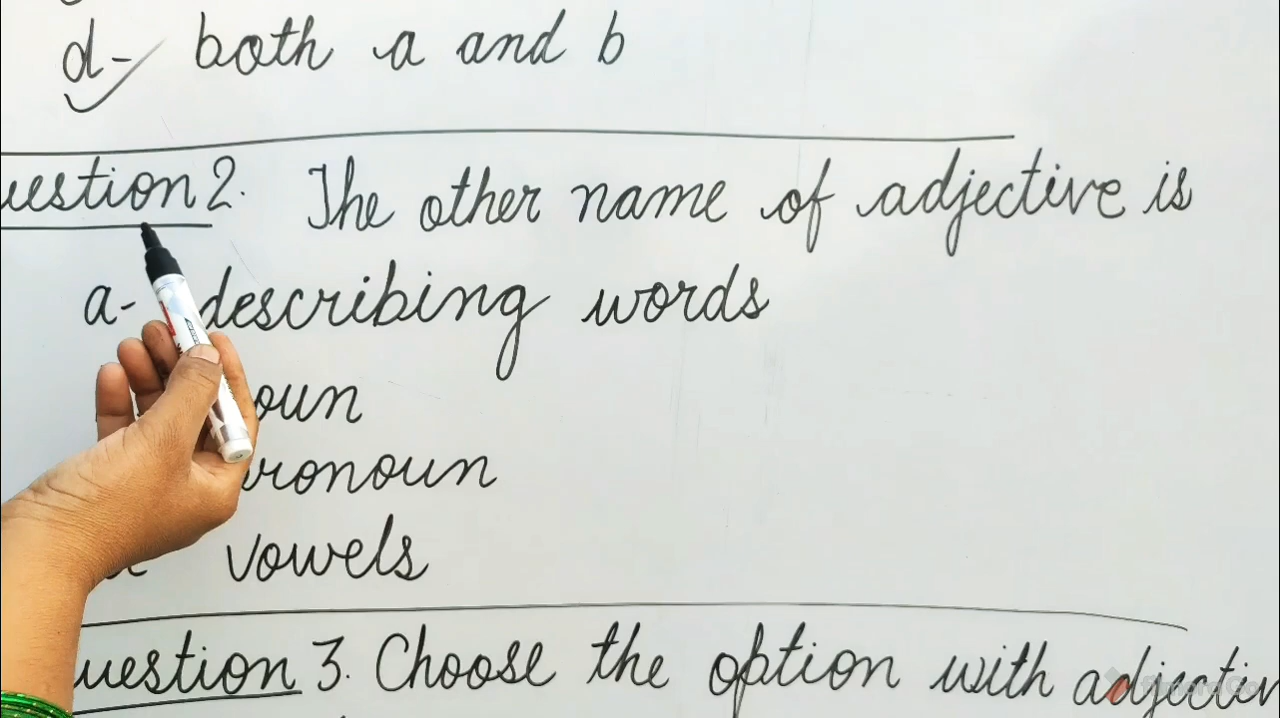 d- both a and b
uestion 2. The other name of adjective is
a- describing words
oun
ronoun
vowels
uestion 3. Choose the option with adjectiv